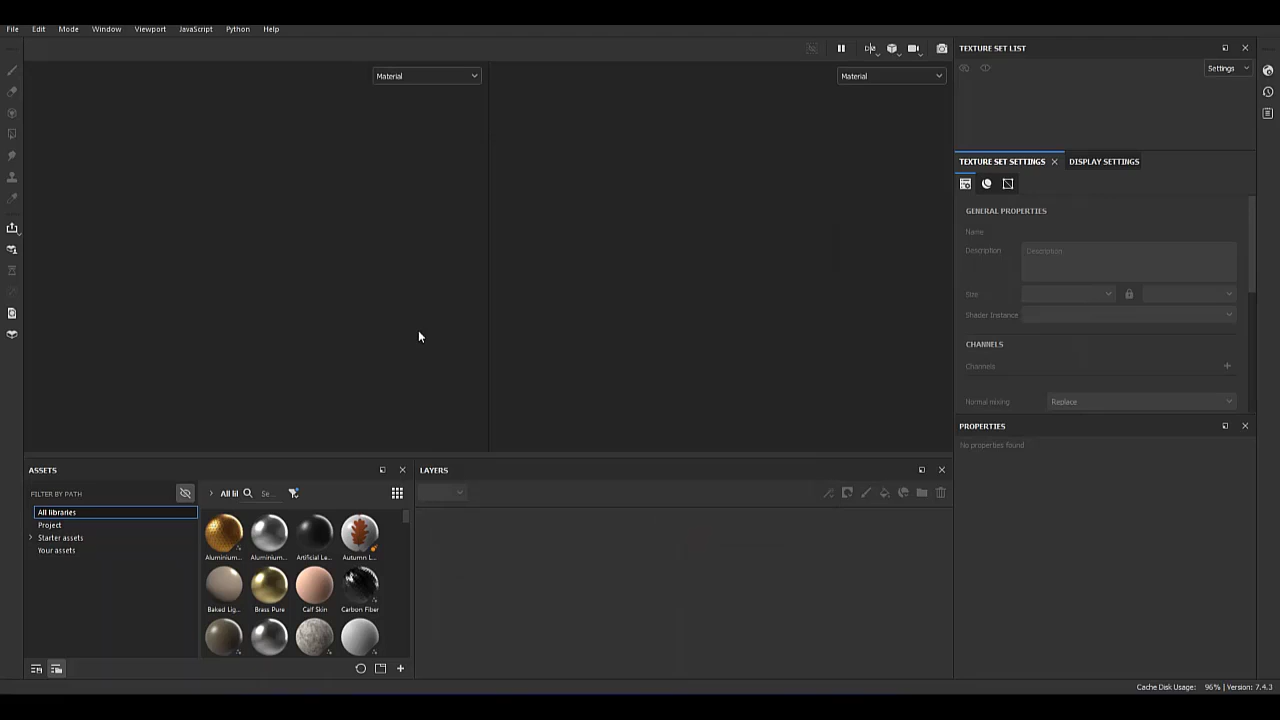 File Edit Mode Window Viewport JavaScript Python Help
Material
Material
TEXTURE SET LIST
Settings
TEXTURE SET SETTINGS
DISPLAY SETTINGS
GENERAL PROPERTIES
Name
Description
Description
Size
Shader Instance
CHANNELS
Channels
Normal mixing
Replace
PROPERTIES
No properties found
ASSETS
FILTER BY PATH
All libraries
Project
Starter assets
Your assets
All lil
Se...
Aluminium... Aluminium... Artificial Le... Autumn L...
Baked Lig... Brass Pure Calf Skin Carbon Fiber
LAYERS
Cache Disk Usage: 96% | Version: 7.4.3